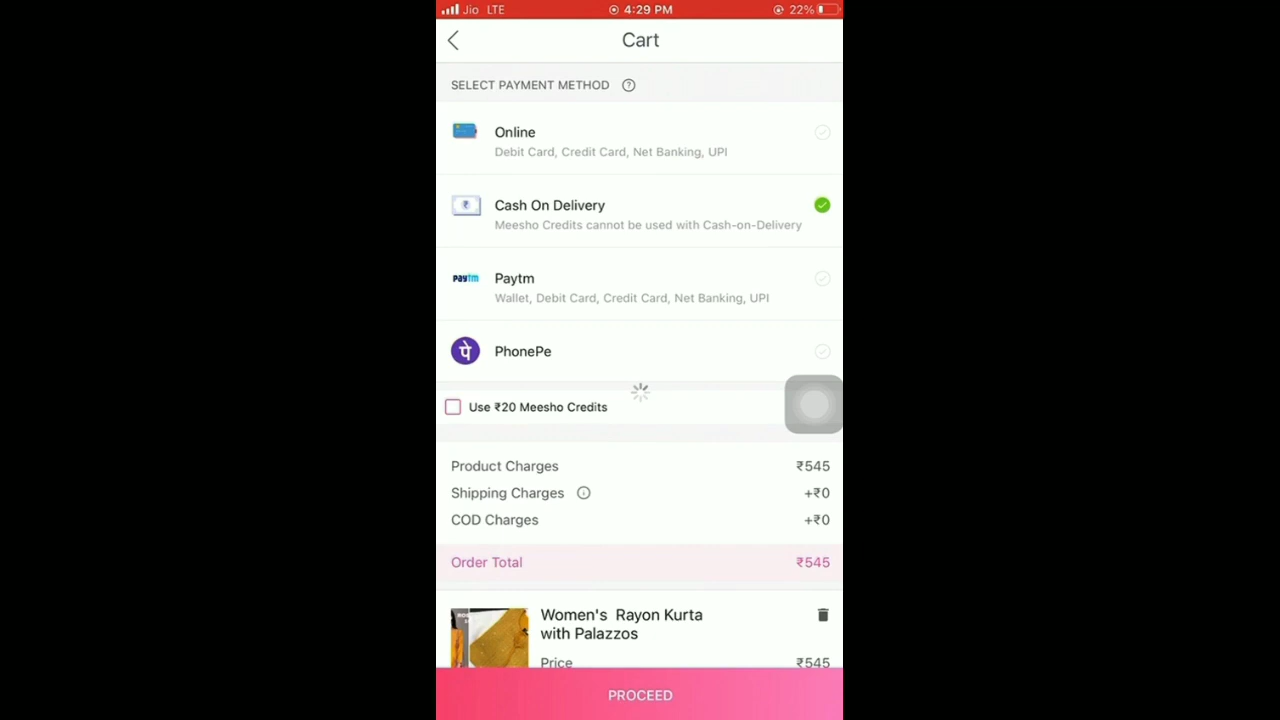 Jio LTE 4:29 PM 22%
Cart
SELECT PAYMENT METHOD ?
Online
Debit Card, Credit Card, Net Banking, UPI
₹
Cash On Delivery
Meesho Credits cannot be used with Cash-on-Delivery
paytm
Paytm
Wallet, Debit Card, Credit Card, Net Banking, UPI
पे
PhonePe
Use ₹20 Meesho Credits
Product Charges ₹545
Shipping Charges i +₹0
COD Charges +₹0
Order Total ₹545
Women's Rayon Kurta
with Palazzos
Price ₹545
PROCEED